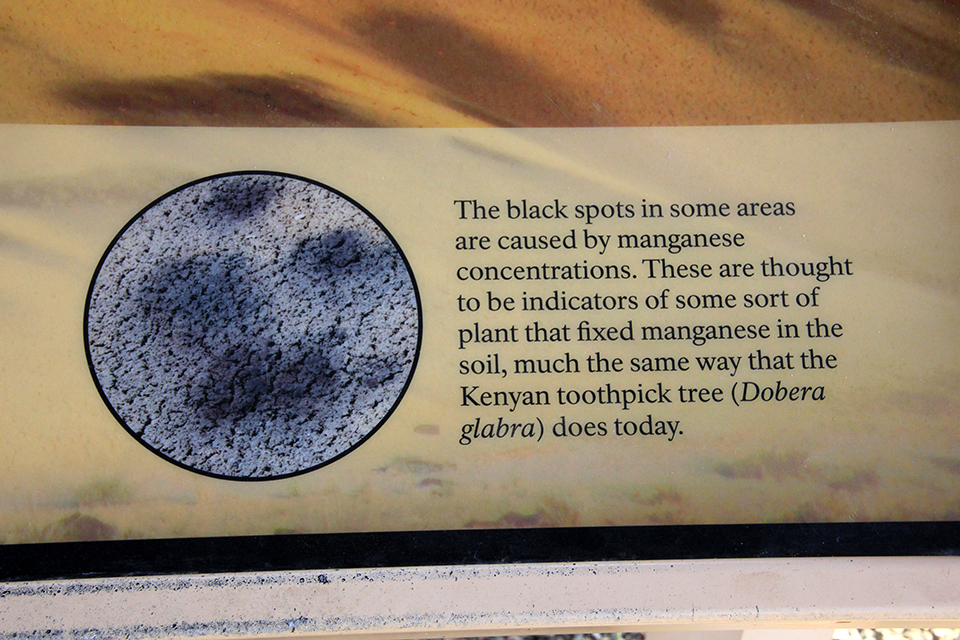 The black spots in some areas
are caused by manganese
concentrations. These are thought
to be indicators of some sort of
plant that fixed manganese in the
soil, much the same way that the
Kenyan toothpick tree (Dobera
glabra) does today.